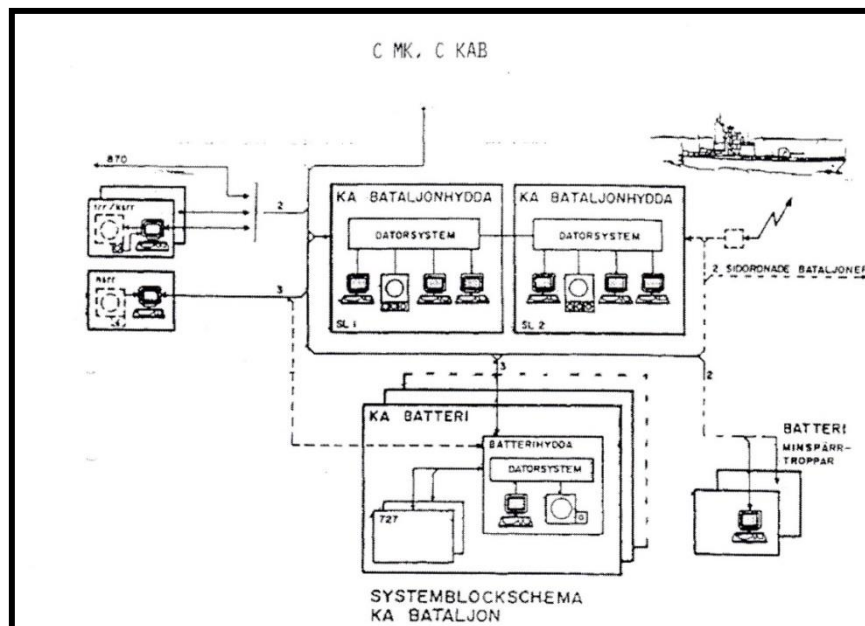 C MK, C KAB
870
2
3
KA BATALJONHYDDA
DATORSYSTEM
SL 1
KA BATALJONHYDDA
DATORSYSTEM
SL 2
2 SIDORDNADE BATALJONER
3
2
KA BATTERI
BATTERIHYDDA
DATORSYSTEM
727
BATTERI
MINSPÄRR-
TROPPAR
SYSTEMBLOCKSCHEMA
KA BATALJON